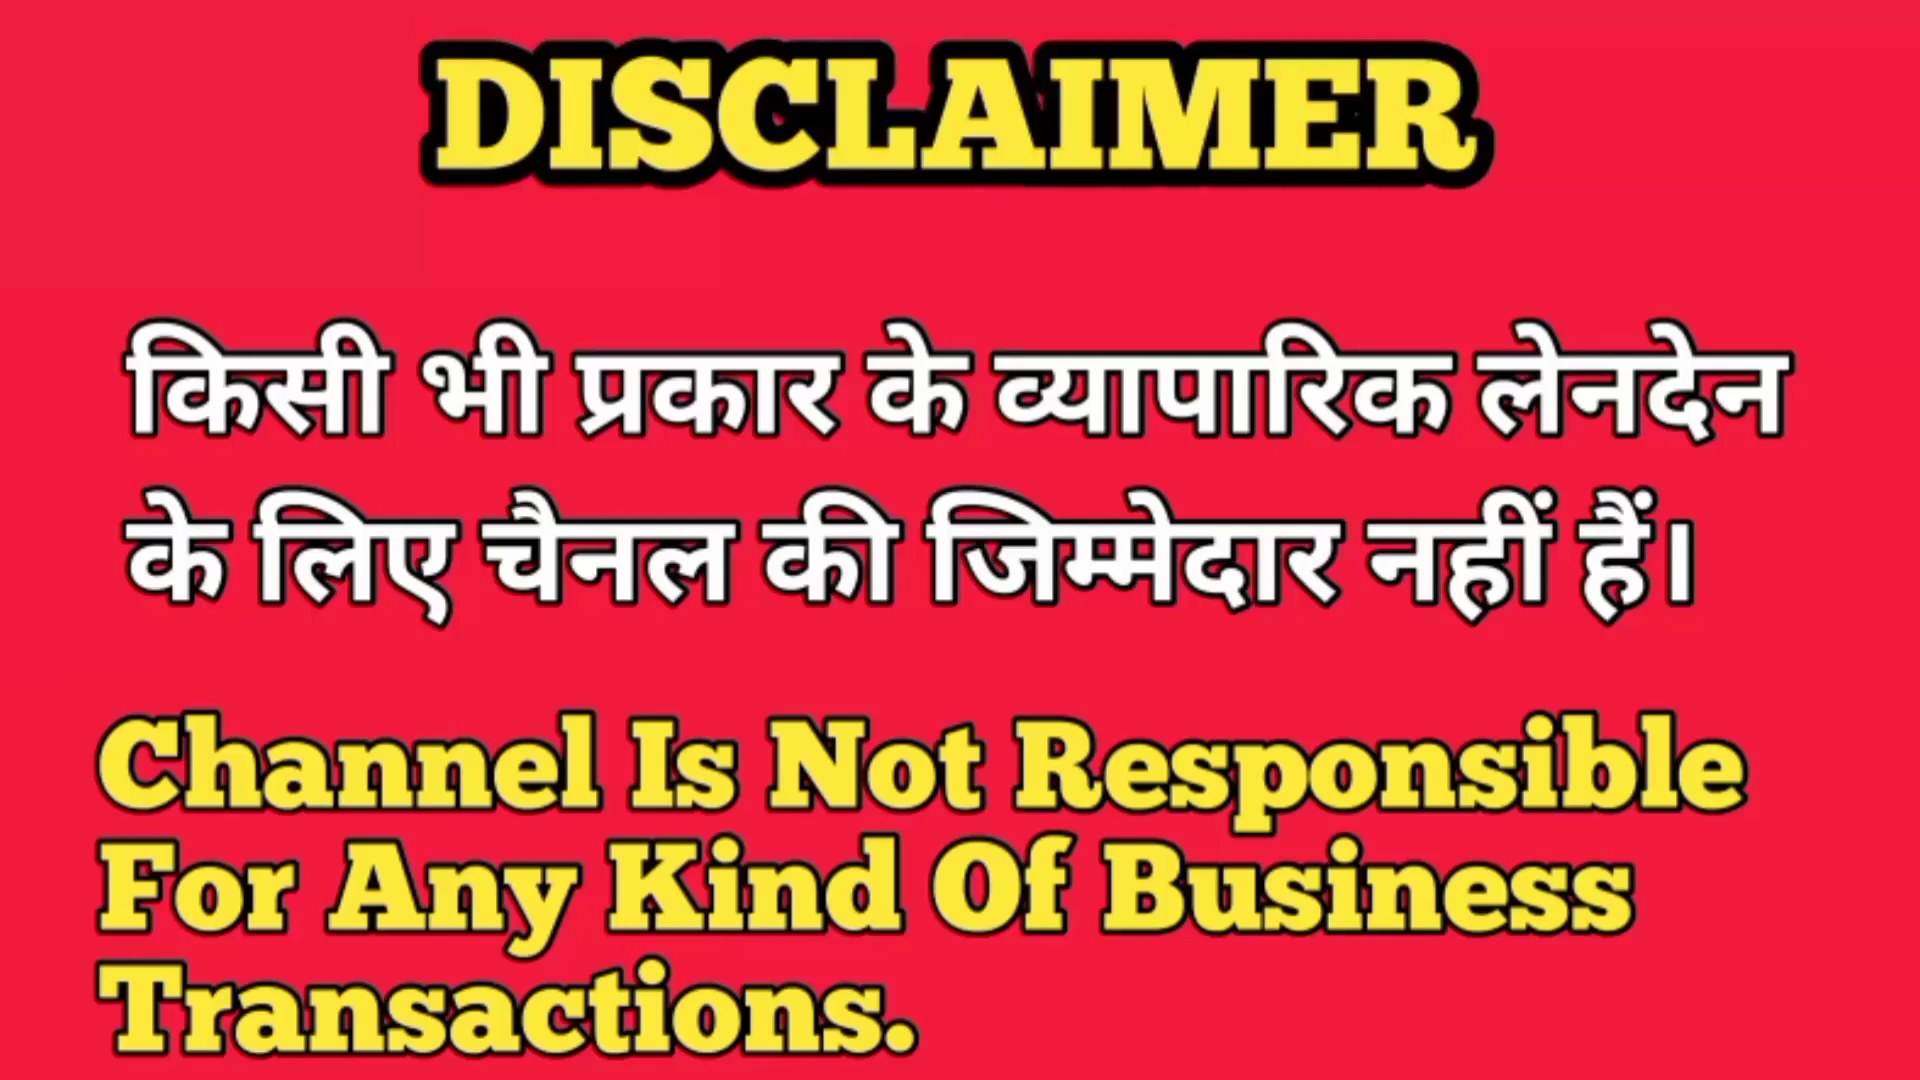 DISCLAIMER
किसी भी प्रकार के व्यापारिक लेनदेन
के लिए चैनल की जिम्मेदार नहीं हैं।
Channel Is Not Responsible
For Any Kind Of Business
Transactions.